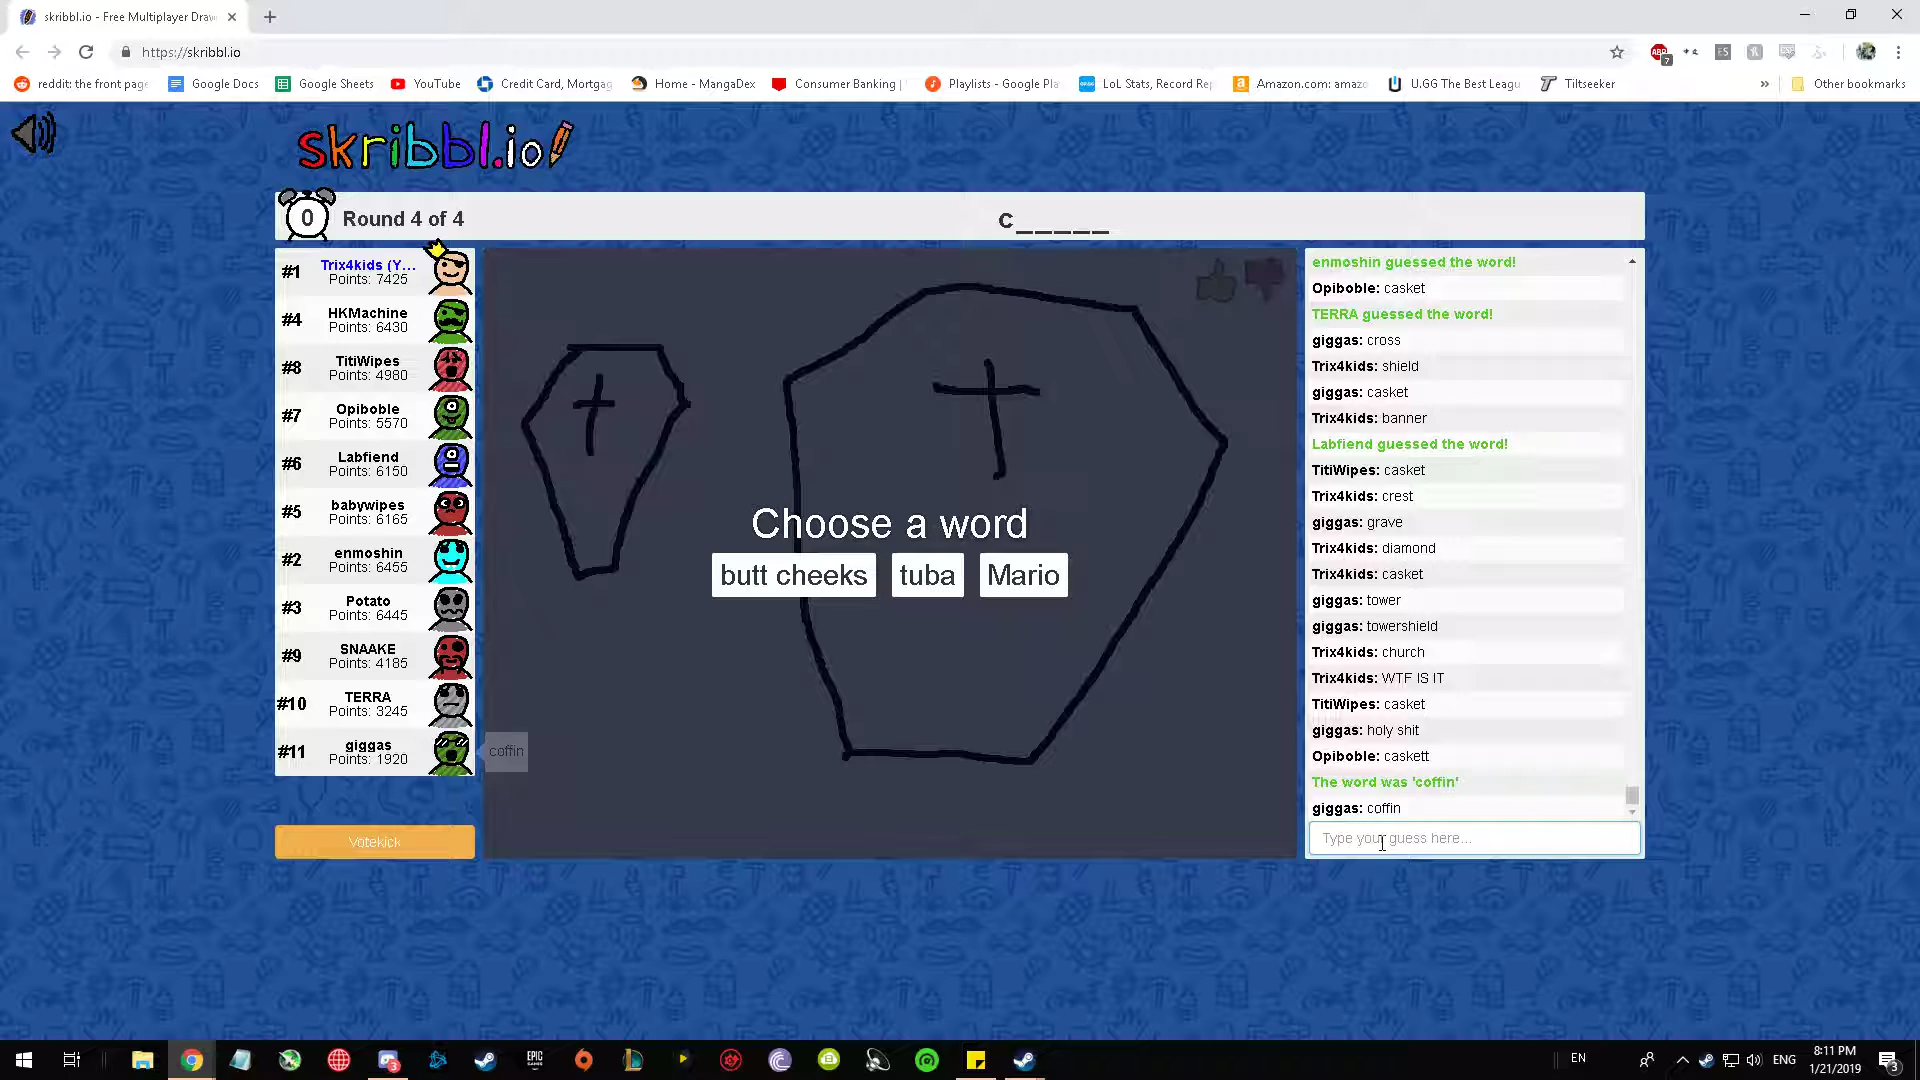 skribbl.io - Free Multiplayer Draw
https://skribbl.io
7
ES
reddit: the front page
Google Docs
Google Sheets
YouTube
Credit Card, Mortgag
Home - MangaDex
Consumer Banking |
Playlists - Google Pla
LoL Stats, Record Rep
Amazon.com: amazo
U.GG The Best Leagu
Tiltseeker
»
Other bookmarks
skribbl.io
0
Round 4 of 4
c_____
#1
Trix4kids (Y...
Points: 7425
#4
HKMachine
Points: 6430
#8
TitiWipes
Points: 4980
#7
Opiboble
Points: 5570
#6
Labfiend
Points: 6150
#5
babywipes
Points: 6165
#2
enmoshin
Points: 6455
#3
Potato
Points: 6445
#9
SNAAKE
Points: 4185
#10
TERRA
Points: 3245
#11
giggas
Points: 1920
coffin
Votekick
Choose a word
butt cheeks
tuba
Mario
enmoshin guessed the word!
Opiboble: casket
TERRA guessed the word!
giggas: cross
Trix4kids: shield
giggas: casket
Trix4kids: banner
Labfiend guessed the word!
TitiWipes: casket
Trix4kids: crest
giggas: grave
Trix4kids: diamond
Trix4kids: casket
giggas: tower
giggas: towershield
Trix4kids: church
Trix4kids: WTF IS IT
TitiWipes: casket
giggas: holy shit
Opiboble: caskett
The word was 'coffin'
giggas: coffin
Type your guess here...
3
EPIC
GAMES
EN
ENG
8:11 PM
1/21/2019
3